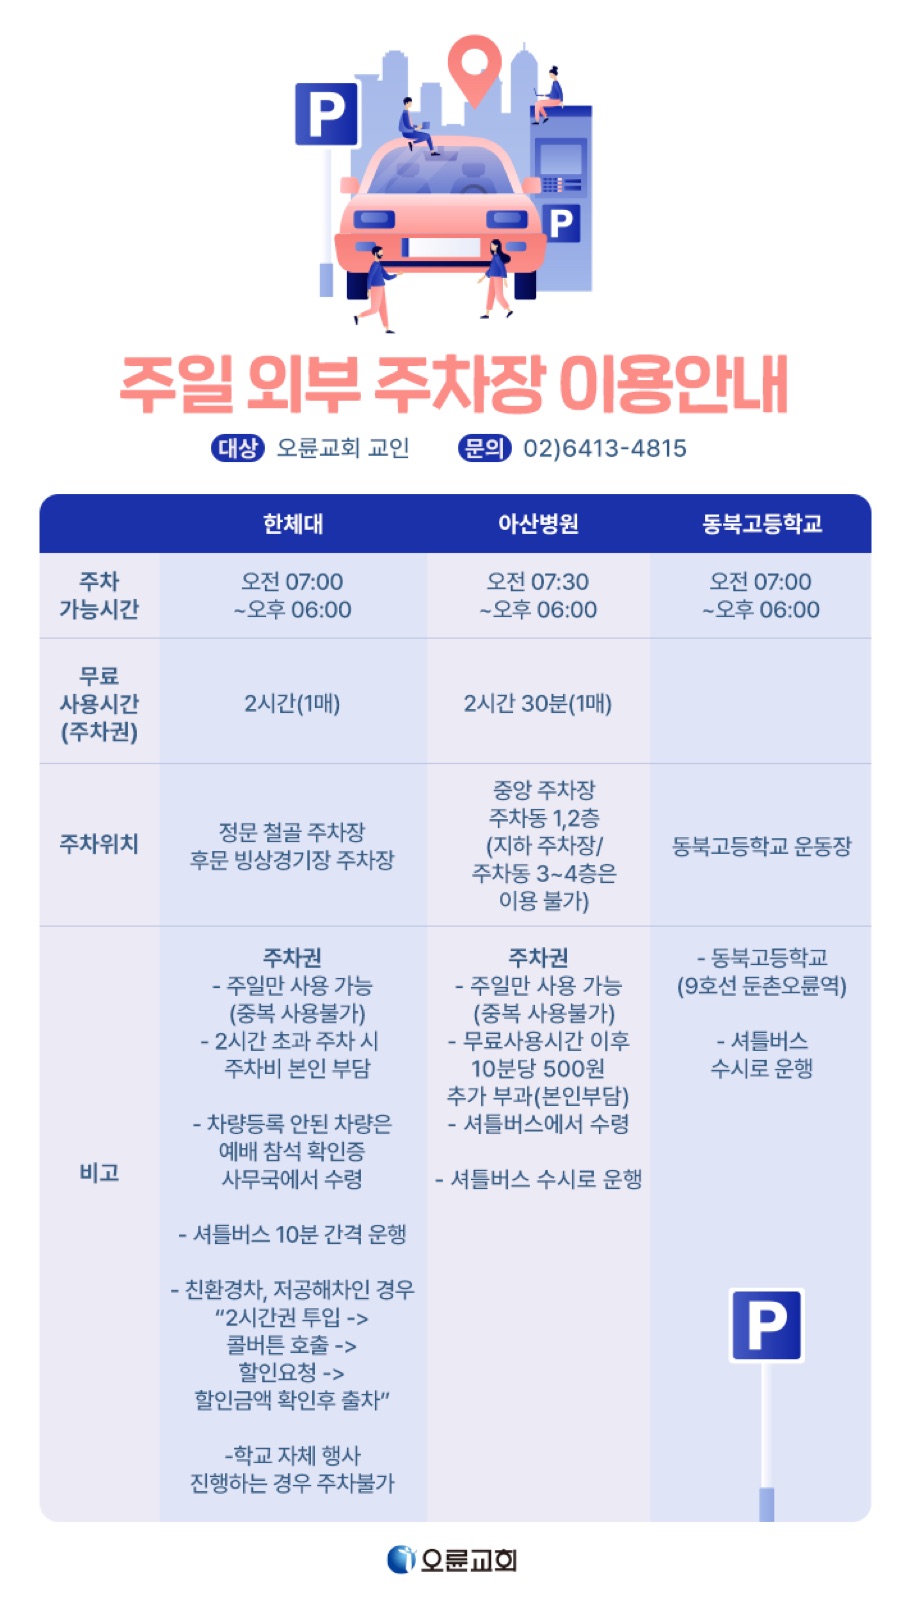 P
P
주일 외부 주차장 이용안내
대상 오륜교회 교인 문의 02)6413-4815
한체대 아산병원 동북고등학교
주차
가능시간
오전 07:00
~오후 06:00
오전 07:30
~오후 06:00
오전 07:00
~오후 06:00
무료
사용시간
(주차권)
2시간(1매)
2시간 30분(1매)
주차위치
정문 철골 주차장
후문 빙상경기장 주차장
중앙 주차장
주차동 1,2층
(지하 주차장/
주차동 3~4층은
이용 불가)
동북고등학교 운동장
비고
주차권
- 주일만 사용 가능
(중복 사용불가)
- 2시간 초과 주차 시
주차비 본인 부담
- 차량등록 안된 차량은
예배 참석 확인증
사무국에서 수령
- 셔틀버스 10분 간격 운행
- 친환경차, 저공해차인 경우
“2시간권 투입 ->
콜버튼 호출 ->
할인요청 ->
할인금액 확인후 출차”
-학교 자체 행사
진행하는 경우 주차불가
주차권
- 주일만 사용 가능
(중복 사용불가)
- 무료사용시간 이후
10분당 500원
추가 부과(본인부담)
- 셔틀버스에서 수령
- 셔틀버스 수시로 운행
- 동북고등학교
(9호선 둔촌오륜역)
- 셔틀버스
수시로 운행
P
오륜교회